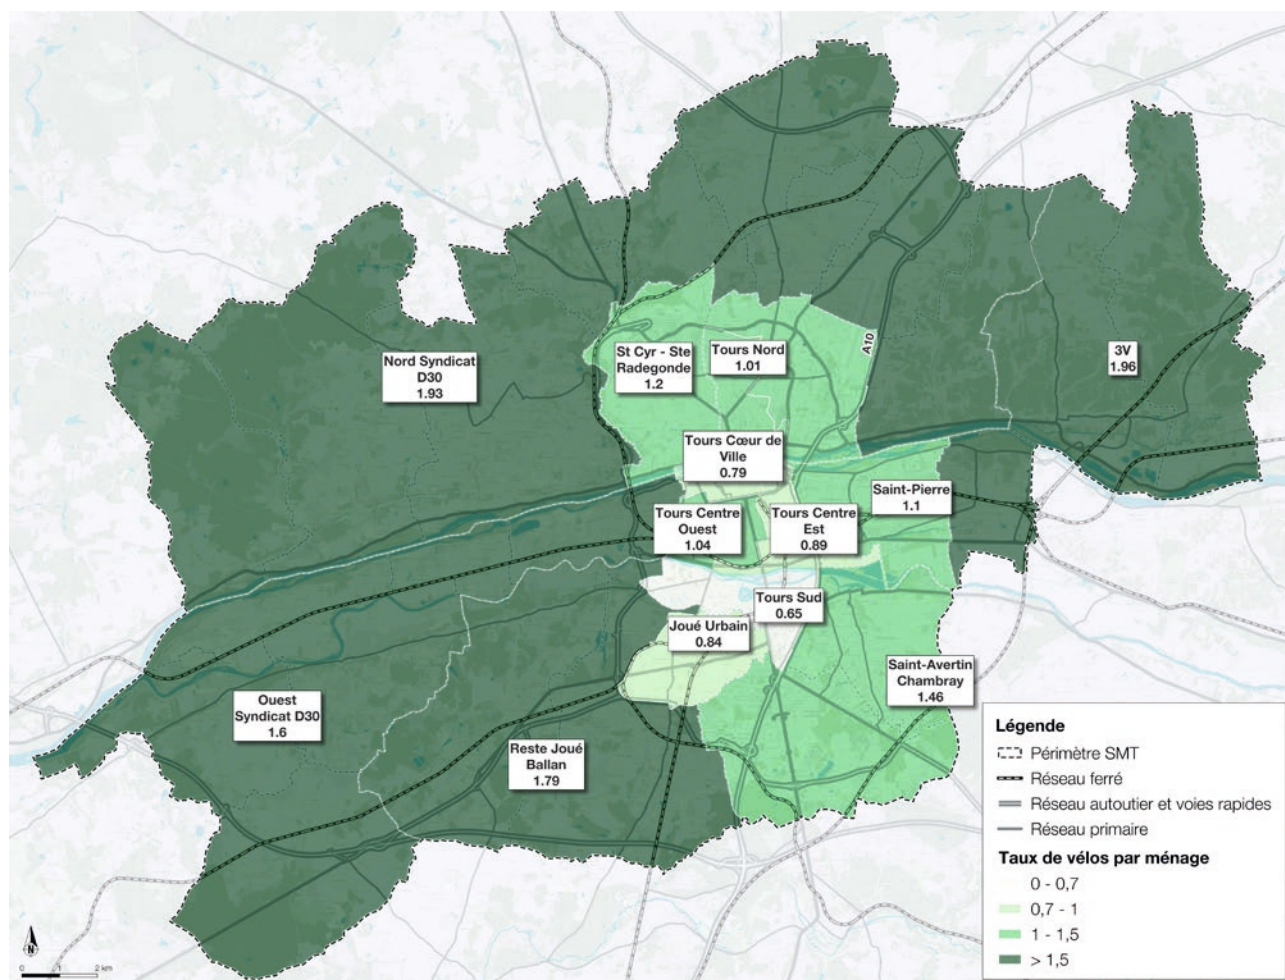 Nord Syndicat
D30
1.93
St Cyr - Ste
Radegonde
1.2
Tours Nord
1.01
A10
3V
1.96
Tours Cœur de
Ville
0.79
Saint-Pierre
1.1
Tours Centre
Ouest
1.04
Tours Centre
Est
0.89
Tours Sud
0.65
Joué Urbain
0.84
Saint-Avertin
Chambray
1.46
Ouest
Syndicat D30
1.6
Reste Joué
Ballan
1.79
Légende
Périmètre SMT
Réseau ferré
Réseau autoutier et voies rapides
Réseau primaire
Taux de vélos par ménage
0 - 0,7
0,7 - 1
1 - 1,5
> 1,5
N
0 1 2 km